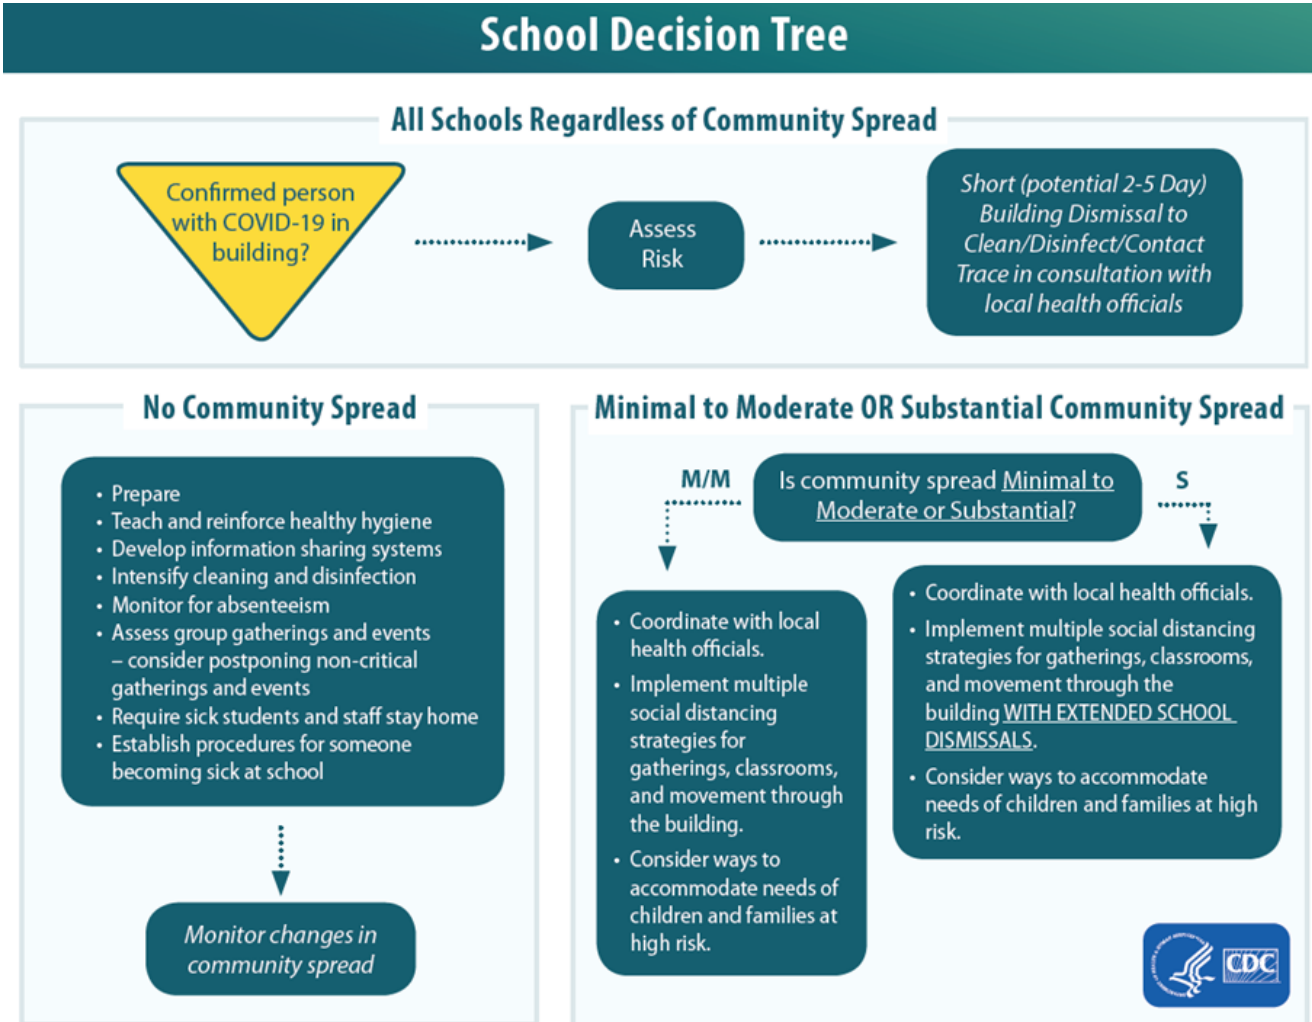 School Decision Tree
All Schools Regardless of Community Spread
Confirmed person
with COVID-19 in
building?
Assess
Risk
Short (potential 2-5 Day)
Building Dismissal to
Clean/Disinfect/Contact
Trace in consultation with
local health officials
No Community Spread
• Prepare
• Teach and reinforce healthy hygiene
• Develop information sharing systems
• Intensify cleaning and disinfection
• Monitor for absenteeism
• Assess group gatherings and events
– consider postponing non-critical
gatherings and events
• Require sick students and staff stay home
• Establish procedures for someone
becoming sick at school
Monitor changes in
community spread
Minimal to Moderate OR Substantial Community Spread
Is community spread Minimal to
Moderate or Substantial?
M/M
• Coordinate with local
health officials.
• Implement multiple
social distancing
strategies for
gatherings, classrooms,
and movement through
the building.
• Consider ways to
accommodate needs of
children and families at
high risk.
S
• Coordinate with local health officials.
• Implement multiple social distancing
strategies for gatherings, classrooms,
and movement through the
building WITH EXTENDED SCHOOL
DISMISSALS.
• Consider ways to accommodate
needs of children and families at high
risk.
CDC